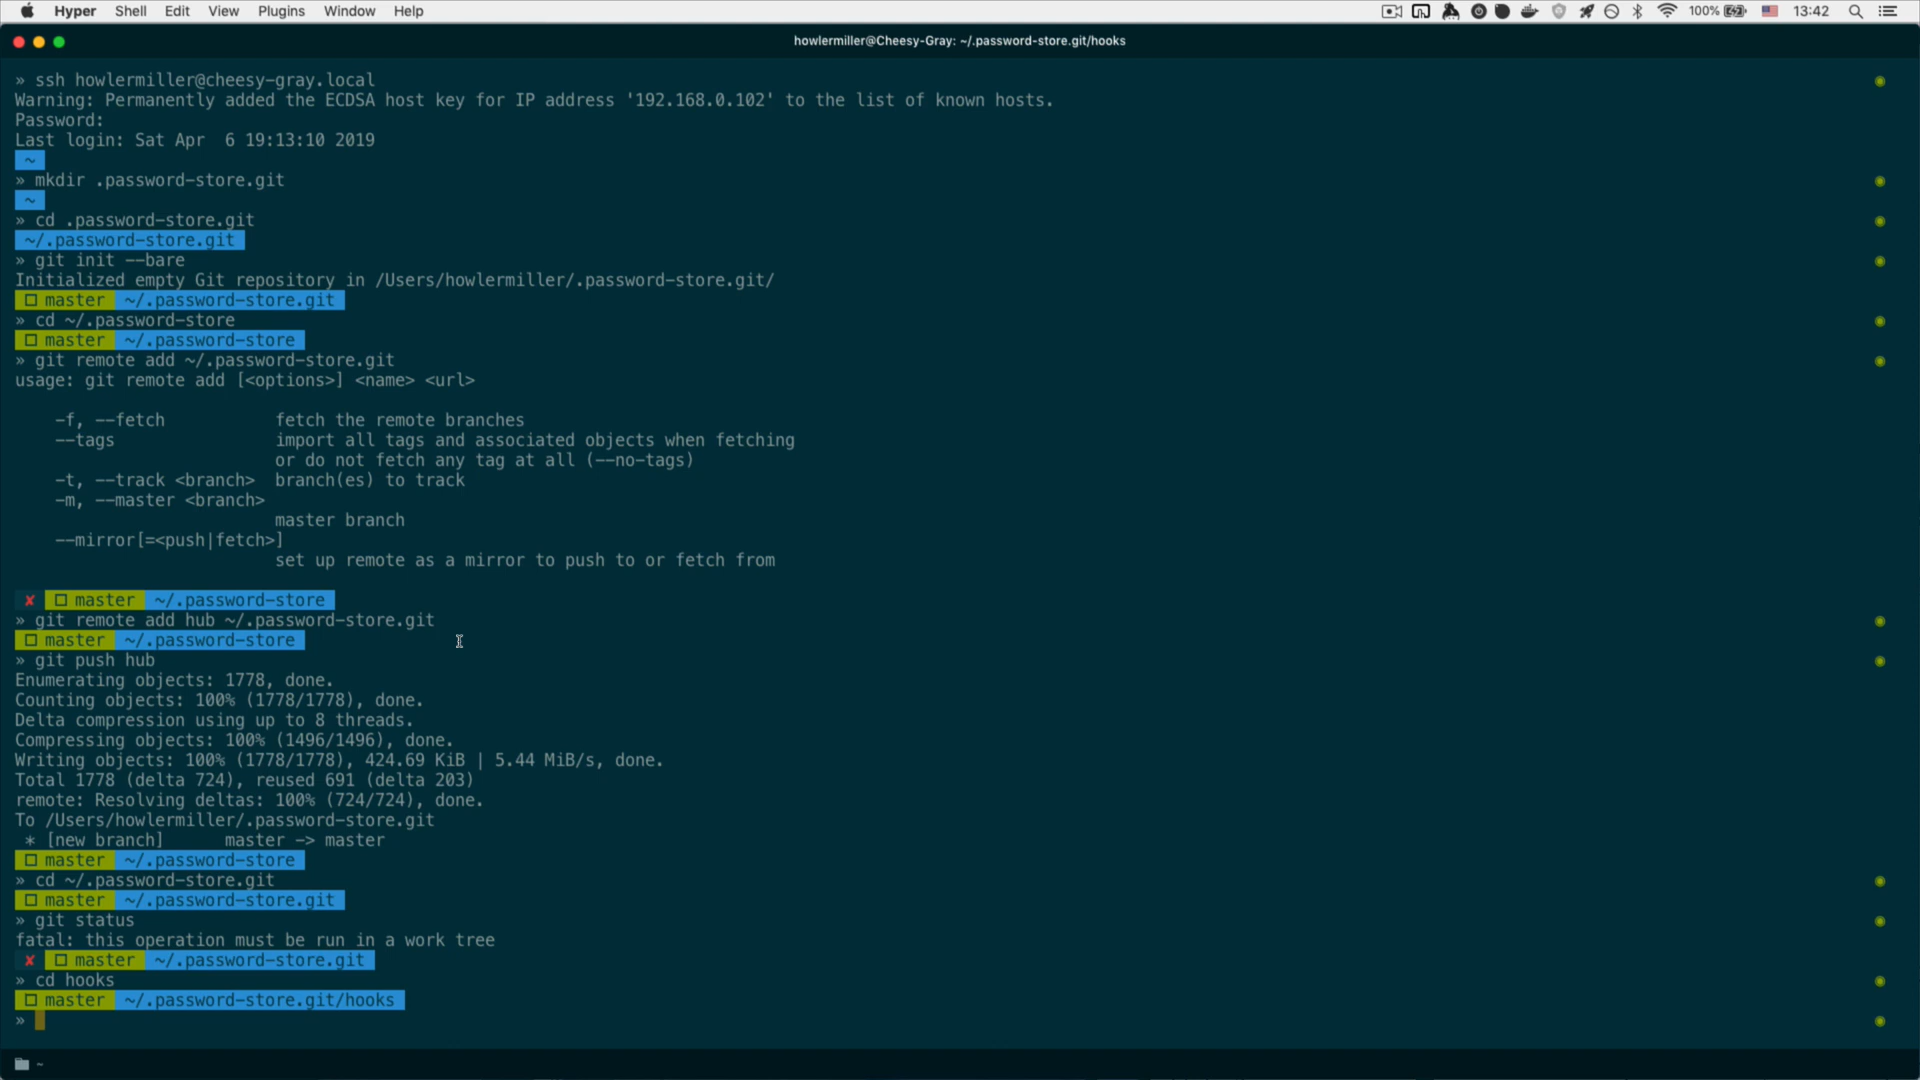 Hyper Shell Edit View Plugins Window Help 100% 13:42
howlermiller@Cheesy-Gray: ~/.password-store.git/hooks
» ssh howlermiller@cheesy-gray.local
Warning: Permanently added the ECDSA host key for IP address '192.168.0.102' to the list of known hosts.
Password:
Last login: Sat Apr  6 19:13:10 2019
~
» mkdir .password-store.git
~
» cd .password-store.git
~/.password-store.git
» git init --bare
Initialized empty Git repository in /Users/howlermiller/.password-store.git/
master ~/.password-store.git
» cd ~/.password-store
master ~/.password-store
» git remote add ~/.password-store.git
usage: git remote add [<options>] <name> <url>
-f, --fetch           fetch the remote branches
--tags                import all tags and associated objects when fetching
or do not fetch any tag at all (--no-tags)
-t, --track <branch>  branch(es) to track
-m, --master <branch>
master branch
--mirror[=<push|fetch>]
set up remote as a mirror to push to or fetch from
✘ master ~/.password-store
» git remote add hub ~/.password-store.git
master ~/.password-store
» git push hub
Enumerating objects: 1778, done.
Counting objects: 100% (1778/1778), done.
Delta compression using up to 8 threads.
Compressing objects: 100% (1496/1496), done.
Writing objects: 100% (1778/1778), 424.69 KiB | 5.44 MiB/s, done.
Total 1778 (delta 724), reused 691 (delta 203)
remote: Resolving deltas: 100% (724/724), done.
To /Users/howlermiller/.password-store.git
* [new branch]      master -> master
master ~/.password-store
» cd ~/.password-store.git
master ~/.password-store.git
» git status
fatal: this operation must be run in a work tree
✘ master ~/.password-store.git
» cd hooks
master ~/.password-store.git/hooks
»
~